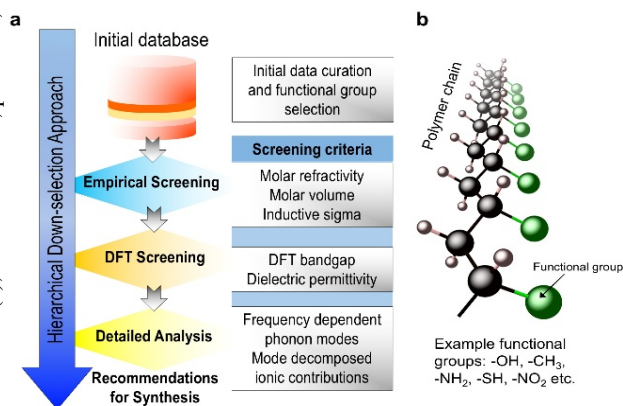 a
Initial database
Hierarchical Down-selection Approach
Initial data curation
and functional group
selection
Screening criteria
Empirical Screening
Molar refractivity
Molar volume
Inductive sigma
DFT Screening
DFT bandgap
Dielectric permittivity
Detailed Analysis
Frequency dependent
phonon modes
Mode decomposed
ionic contributions
Recommendations
for Synthesis
b
Polymer chain
Functional group
Example functional
groups: -OH, -CH₃,
-NH₂, -SH, -NO₂ etc.